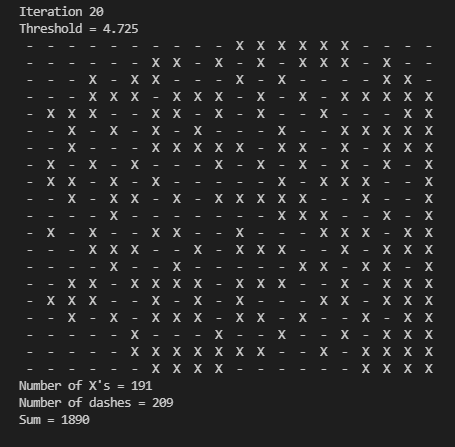 Iteration 20
Threshold = 4.725
- - - - - - - - - - X X X X X X - - - -
- - - - - - X X - X - X - X X X - X - -
- - - X - X X - - - X - X - - - - X X -
- - - X X X - X X X - X - X - X X X X X
- X X X - - X X - X - X - - X - - - X X
- - X - X - X - X - - - X - - X X X X X
- - X - - - X X X X X - X X - X X - X X
- X - X - X - - - X - X - X - X - X - X
- X X - X - X - - - - - X - X X X - - X
- - X - X X - X - X X X X X - - X - - X
- - - - X - - - - - - - X X X - - X - X
- X - X - - X X - - X - - - X - X - X X
- - - X X X - - X - X X X - - X - X X X
- - - - X - - X - - - - - X X - X X - X
- - X X - X X X X - X X X - - X - X X X
- X X X - - X - X - X - - - X X - X X X
- - X - X - X X X - X X - X - - X - X X
- - - - - X - - - X - - X - - X - X X X
- - - - - X X X X X X X - - X - X X X X
- - - - - - X X X X - - - - - - X X X X
Number of X's = 191
Number of dashes = 209
Sum = 1890